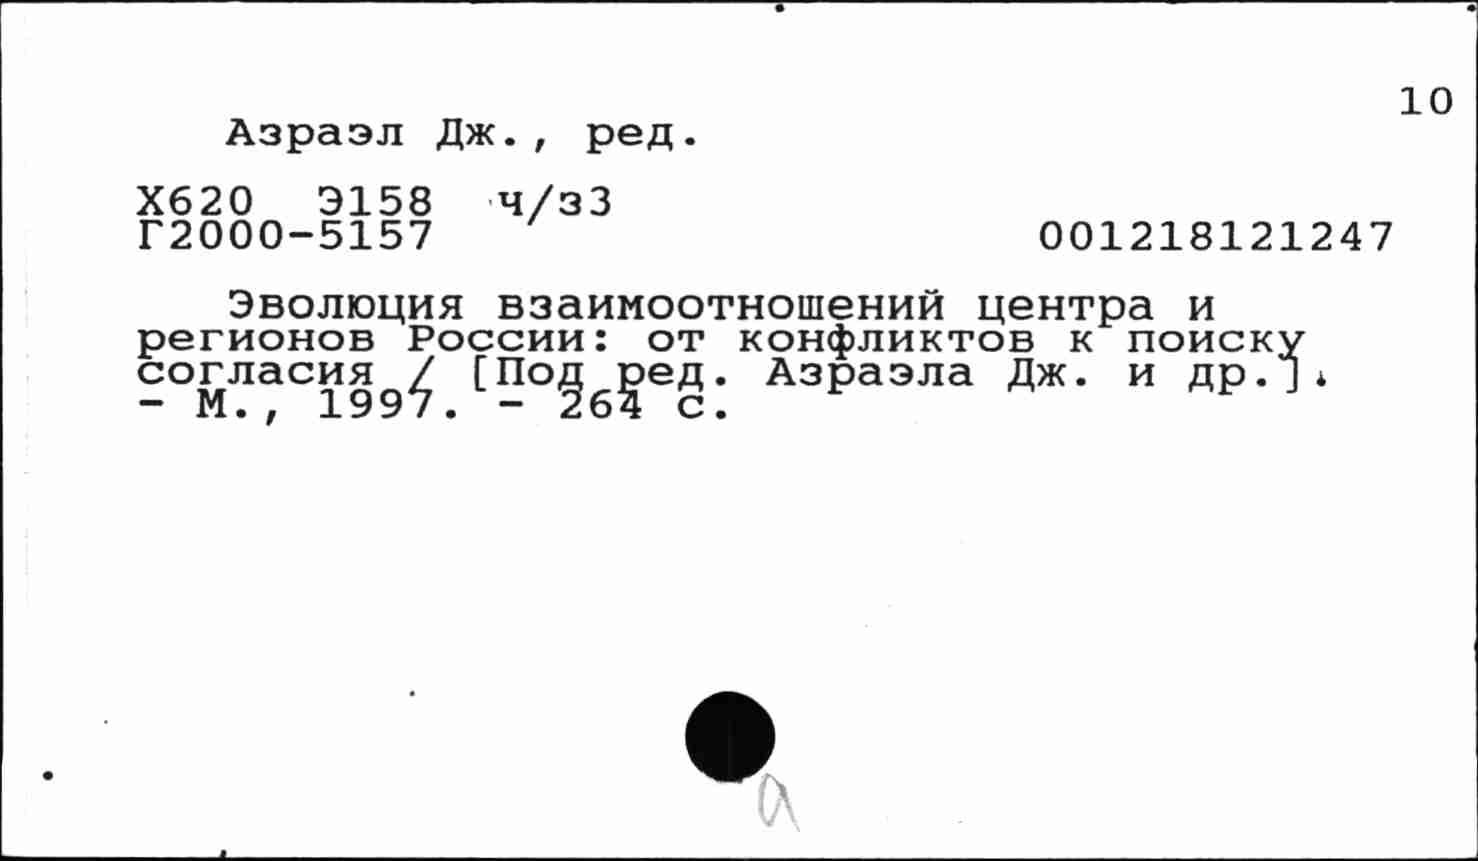 10
Азраэл Дж., ред.
Х620 Э158 ч/з3
Г2000-5157 001218121247
Эволюция взаимоотношений центра и
регионов России: от конфликтов к поиску
согласия / [Под ред. Азраэла Дж. и др.].
- М., 1997. - 264 с.
а